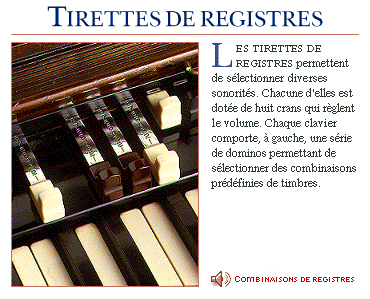 TIRETTES DE REGISTRES
LES TIRETTES DE
REGISTRES permettent
de sélectionner diverses
sonorités. Chacune d'elles est
dotée de huit crans qui règlent
le volume. Chaque clavier
comporte, à gauche, une série
de dominos permettant de
sélectionner des combinaisons
prédéfinies de timbres.
COMBINAISONS DE REGISTRES